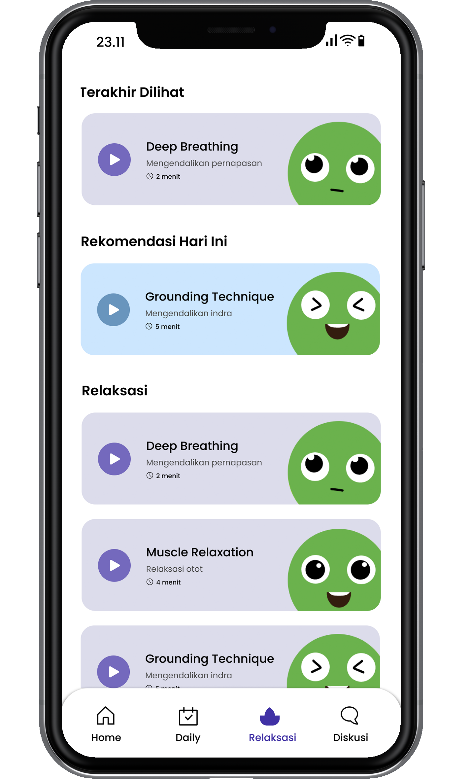 23.11
Terakhir Dilihat
Deep Breathing
Mengendalikan pernapasan
2 menit
Rekomendasi Hari Ini
Grounding Technique
Mengendalikan indra
5 menit
Relaksasi
Deep Breathing
Mengendalikan pernapasan
2 menit
Muscle Relaxation
Relaksasi otot
4 menit
Grounding Technique
Mengendalikan indra
Home
Daily
Relaksasi
Diskusi